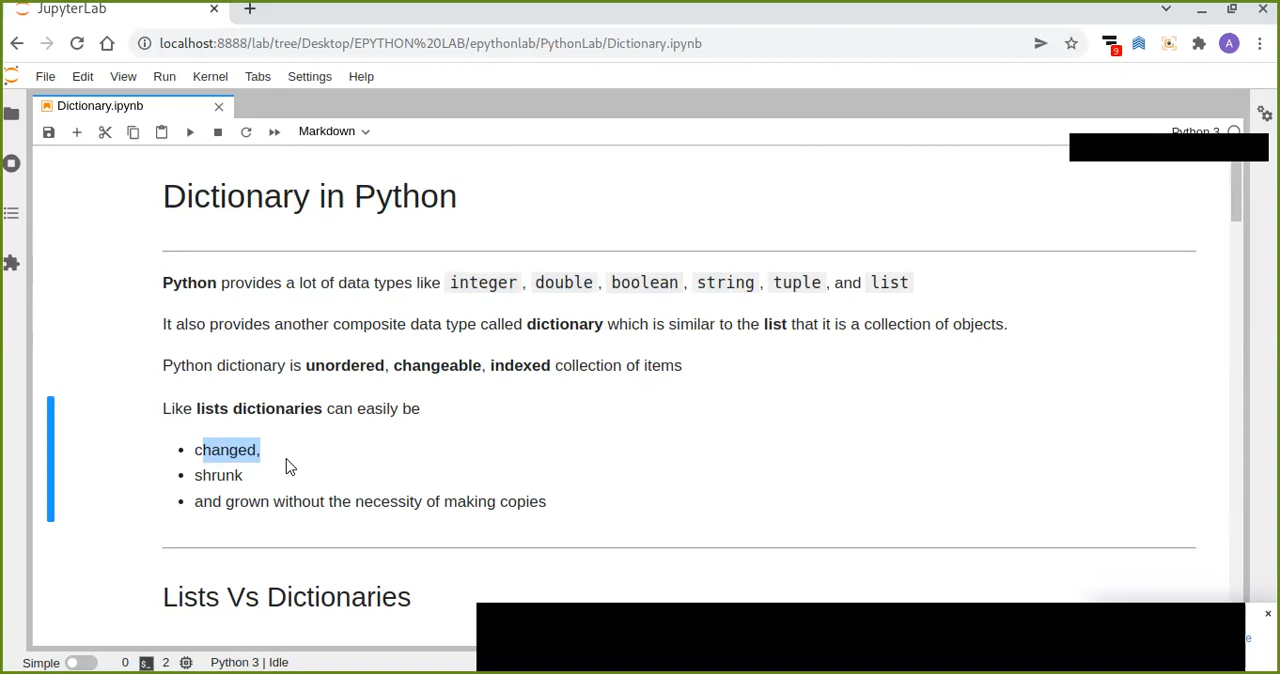 JupyterLab
localhost:8888/lab/tree/Desktop/EPYTHON%20LAB/epythonlab/PythonLab/Dictionary.ipynb
9
A
File Edit View Run Kernel Tabs Settings Help
Dictionary.ipynb
Markdown
Python 3
Dictionary in Python
Python provides a lot of data types like integer, double, boolean, string, tuple, and list
It also provides another composite data type called dictionary which is similar to the list that it is a collection of objects.
Python dictionary is unordered, changeable, indexed collection of items
Like lists dictionaries can easily be
• changed,
• shrunk
• and grown without the necessity of making copies
Lists Vs Dictionaries
Simple 0 $_ 2 Python 3 | Idle